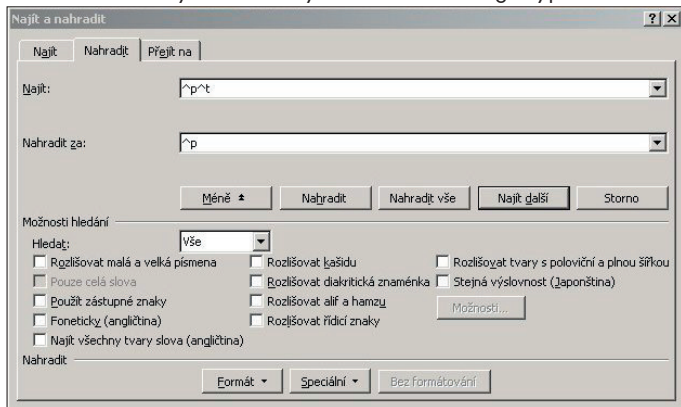 Najít a nahradit
Najít Nahradit Přejít na
Najít: ^p^t
Nahradit za: ^p
Méně Nahradit Nahradit vše Najít další Storno
Možnosti hledání
Hledat: Vše
Rozlišovat malá a velká písmena Rozlišovat kašidu Rozlišovat tvary s poloviční a plnou šířkou
Pouze celá slova Rozlišovat diakritická znaménka Stejná výslovnost (Japonština)
Použít zástupné znaky Rozlišovat alif a hamzu Možnosti...
Foneticky (angličtina) Rozlišovat řídicí znaky
Najít všechny tvary slova (angličtina)
Nahradit
Formát Speciální Bez formátování